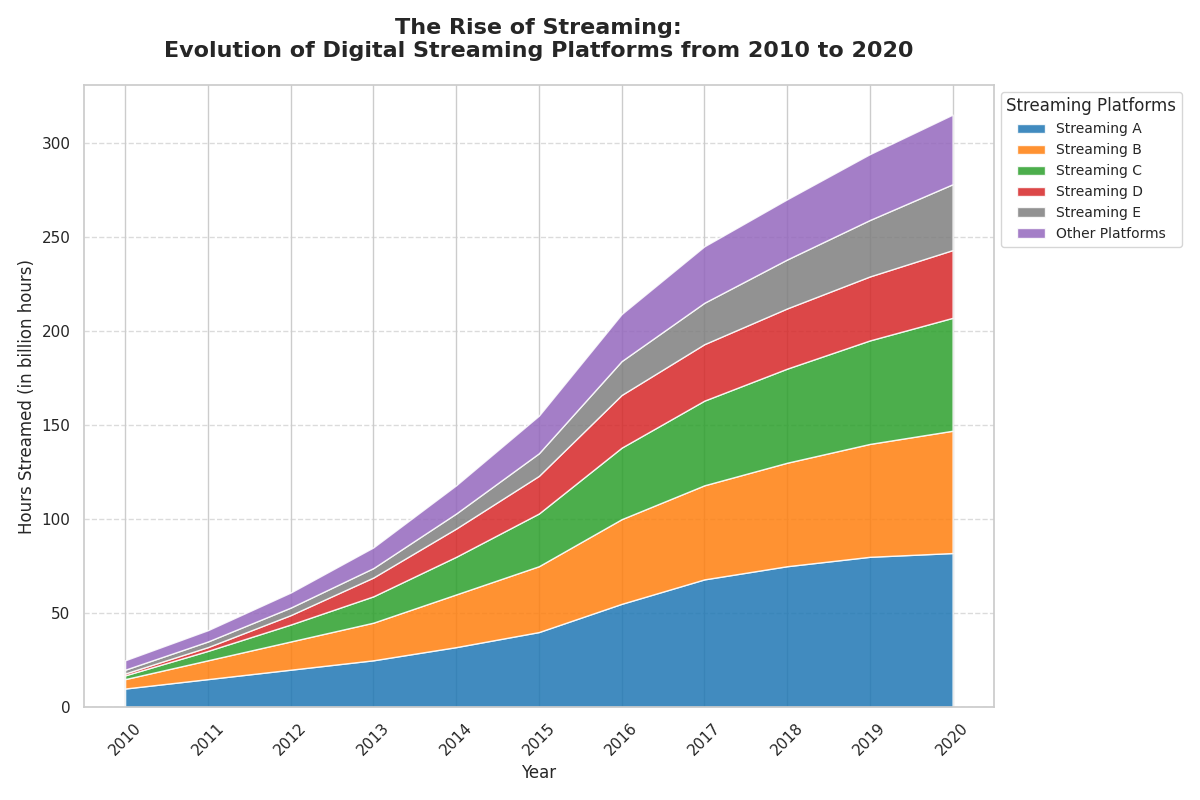 The Rise of Streaming:
Evolution of Digital Streaming Platforms from 2010 to 2020
Streaming Platforms
Streaming A
Streaming B
Streaming C
Streaming D
Streaming E
Other Platforms
Hours Streamed (in billion hours)
300
250
200
150
100
50
0
2010
2011
2012
2013
2014
2015
2016
2017
2018
2019
2020
Year